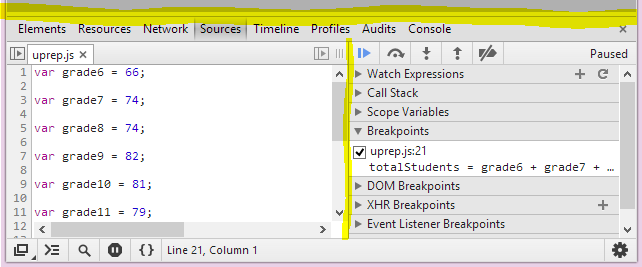 Elements Resources Network Sources Timeline Profiles Audits Console ×
uprep.js × Paused
1 var grade6 = 66;
2
3 var grade7 = 74;
4
5 var grade8 = 74;
6
7 var grade9 = 82;
8
9 var grade10 = 81;
10
11 var grade11 = 79;
12
Watch Expressions
Call Stack
Scope Variables
Breakpoints
uprep.js:21
totalStudents = grade6 + grade7 + …
DOM Breakpoints
XHR Breakpoints
Event Listener Breakpoints
{} Line 21, Column 1